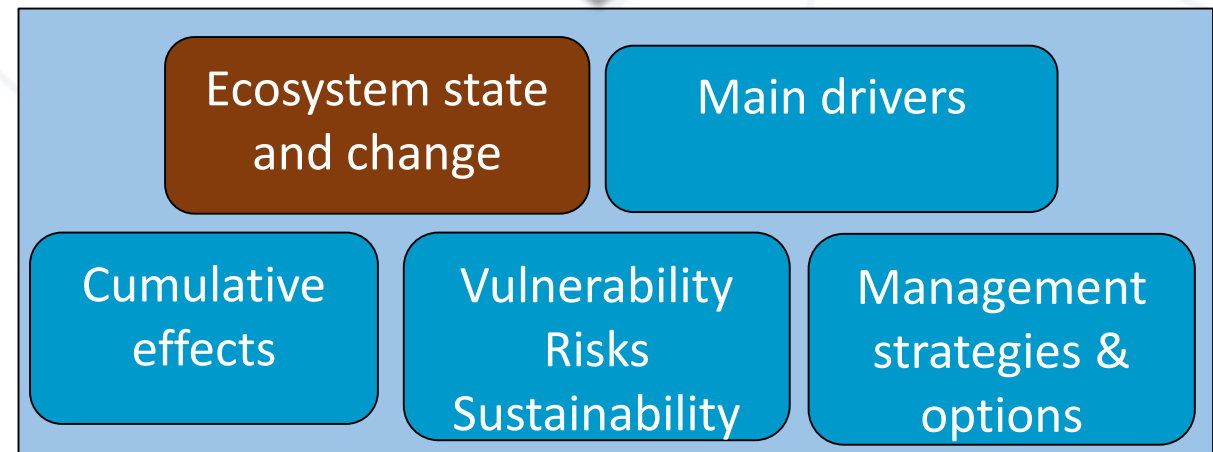 Ecosystem state
and change
Main drivers
Cumulative
effects
Vulnerability
Risks
Sustainability
Management
strategies &
options